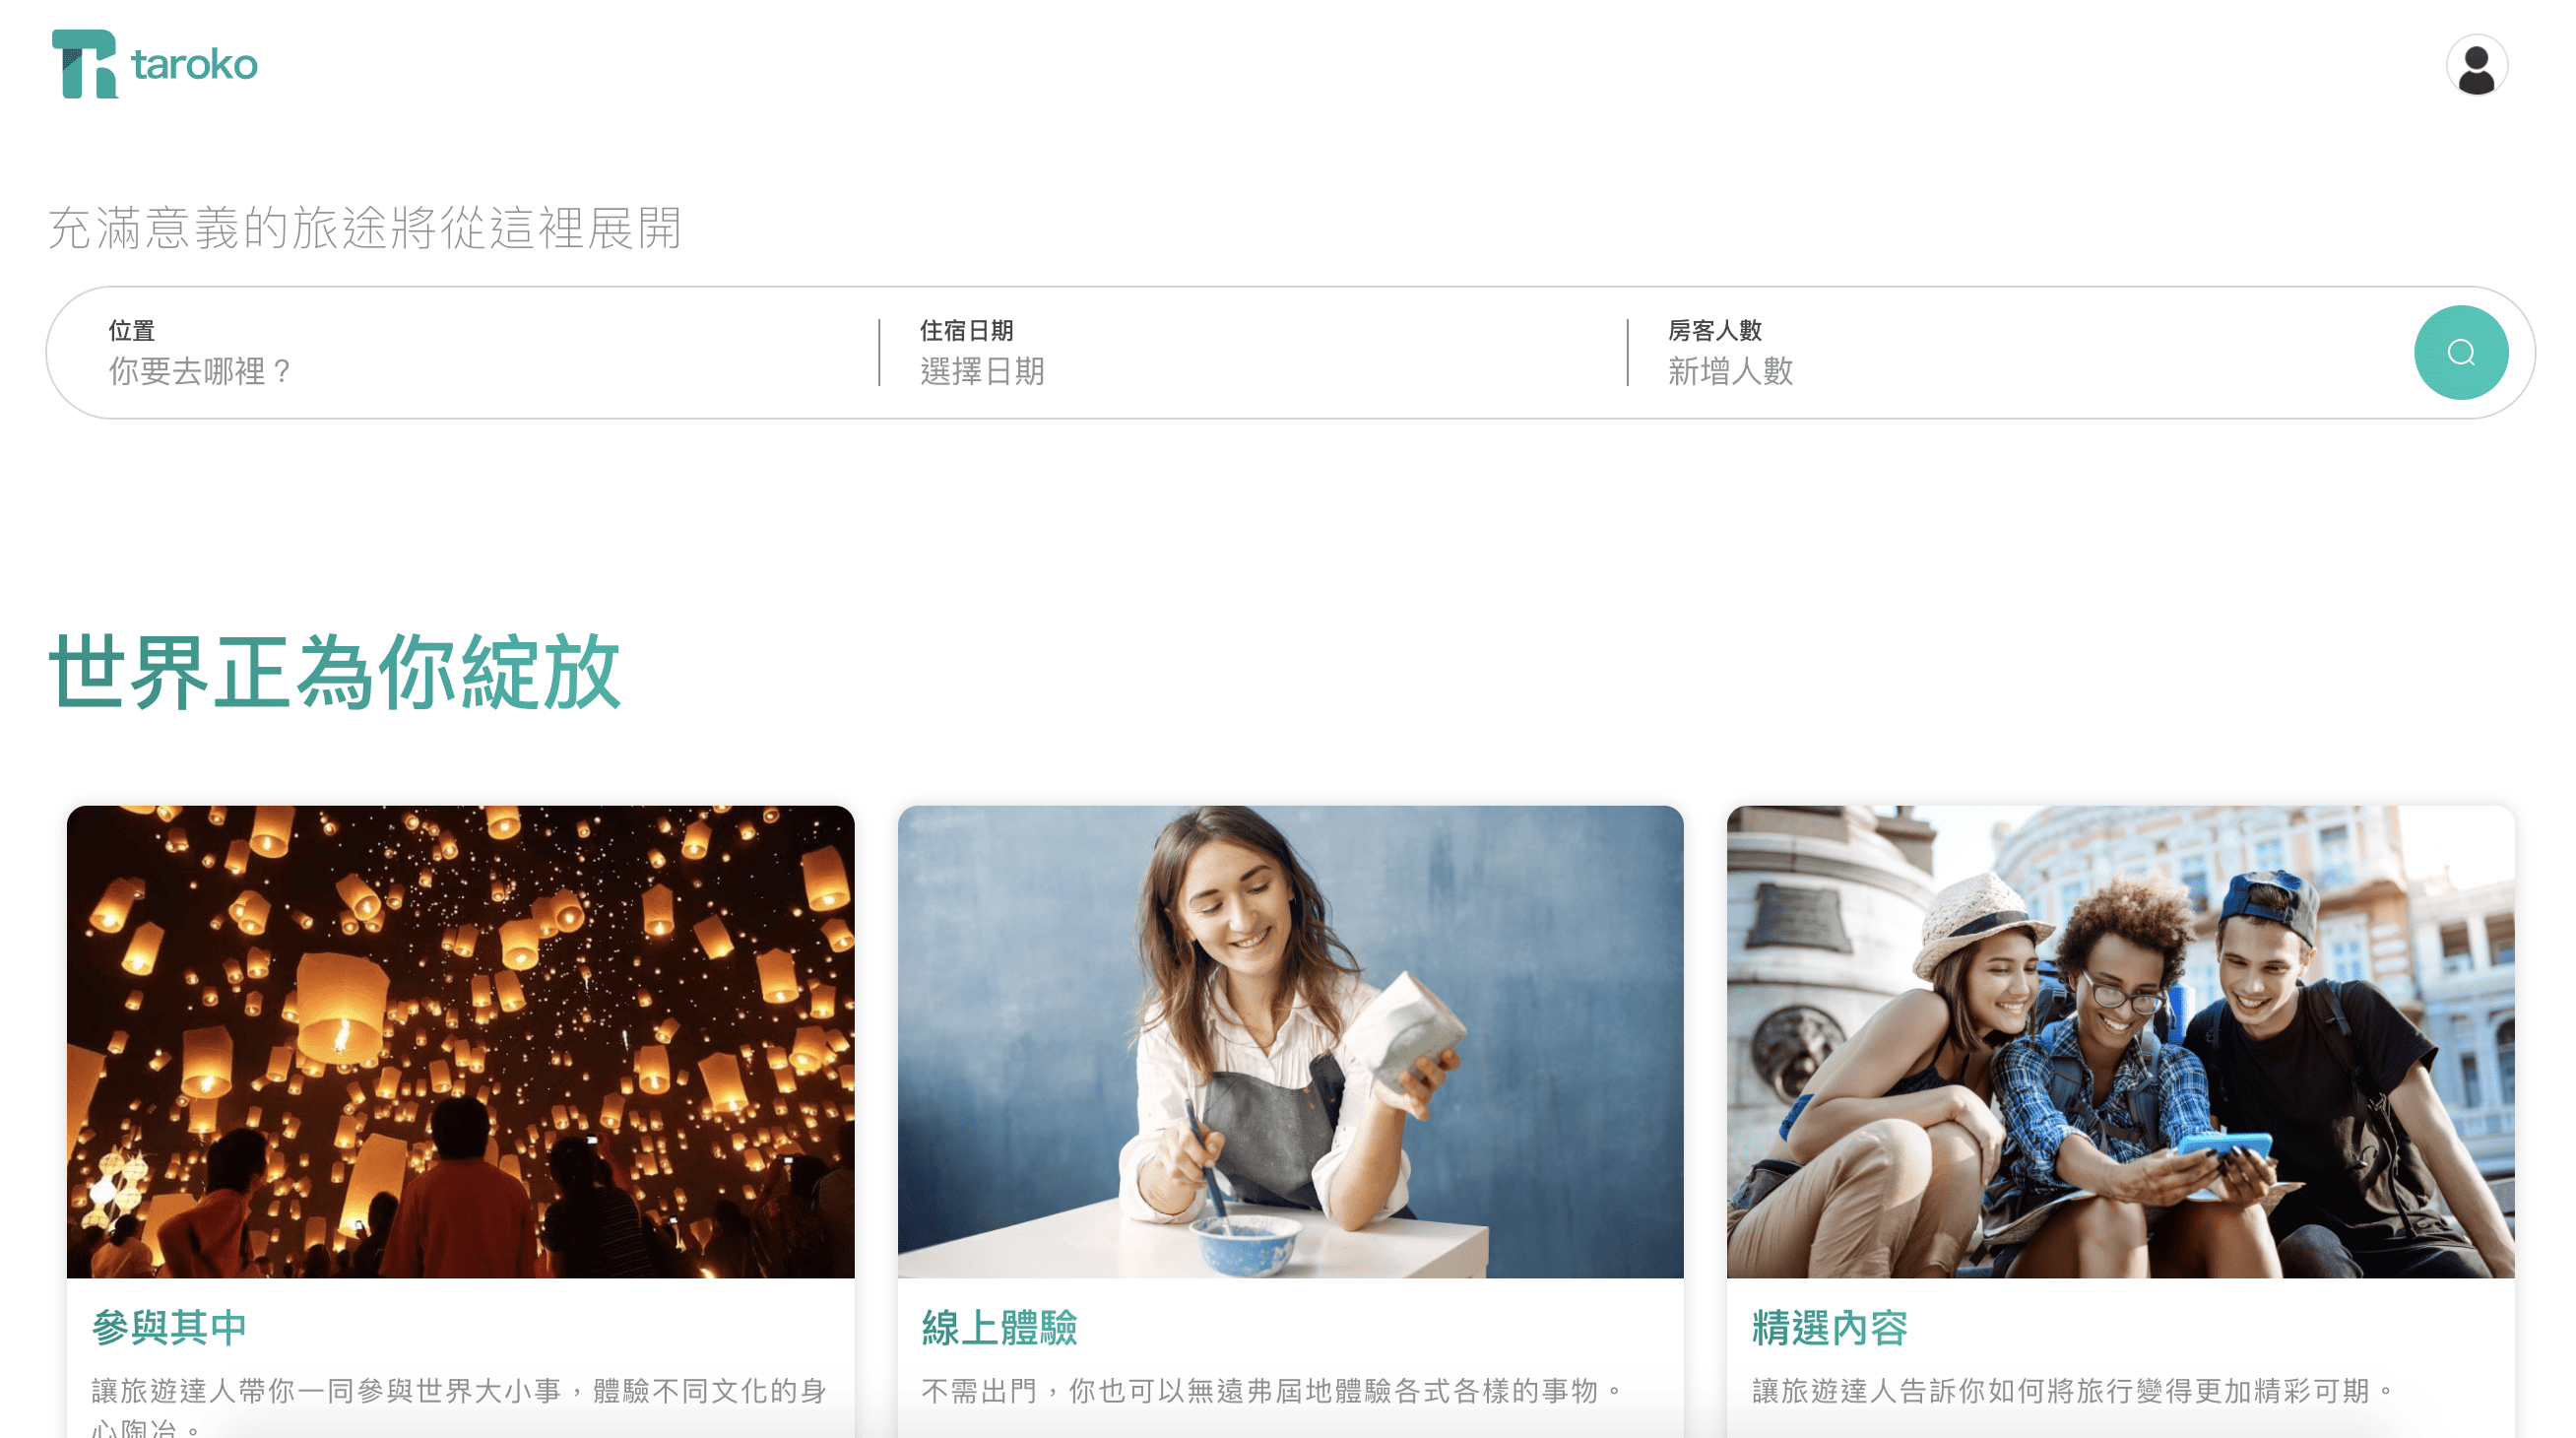 taroko
充滿意義的旅途將從這裡展開
位置
你要去哪裡？
住宿日期
選擇日期
房客人數
新增人數
世界正為你綻放
參與其中
讓旅遊達人帶你一同參與世界大小事，體驗不同文化的身
心陶冶。
線上體驗
不需出門，你也可以無遠弗屆地體驗各式各樣的事物。
精選內容
讓旅遊達人告訴你如何將旅行變得更加精彩可期。